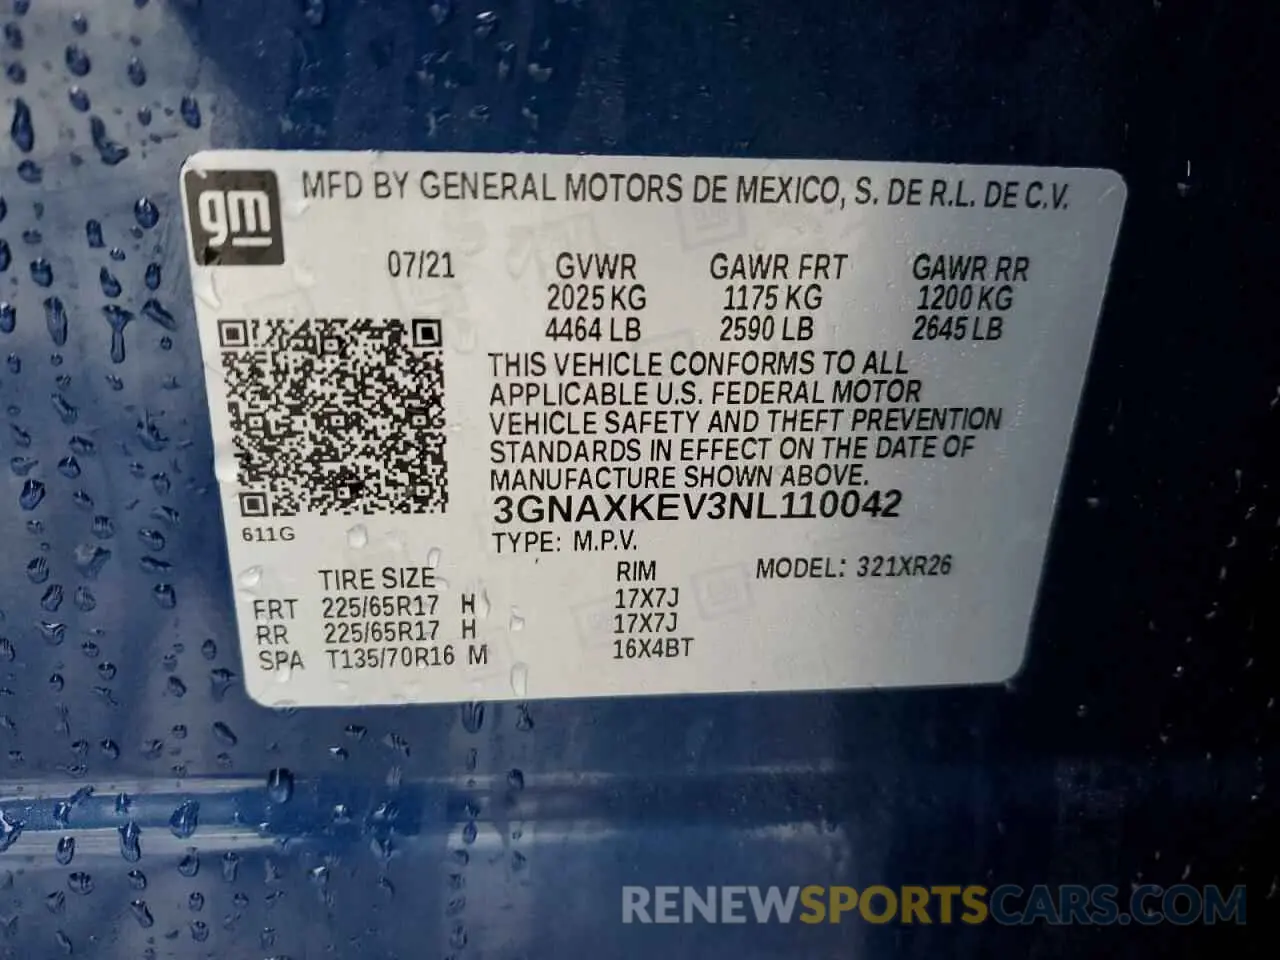 gm
MFD BY GENERAL MOTORS DE MEXICO, S. DE R.L. DE C.V.
07/21 GVWR GAWR FRT GAWR RR
2025 KG 1175 KG 1200 KG
4464 LB 2590 LB 2645 LB
THIS VEHICLE CONFORMS TO ALL
APPLICABLE U.S. FEDERAL MOTOR
VEHICLE SAFETY AND THEFT PREVENTION
STANDARDS IN EFFECT ON THE DATE OF
MANUFACTURE SHOWN ABOVE.
3GNAXKEV3NL110042
611G
TYPE: M.P.V.
TIRE SIZE RIM MODEL: 321XR26
FRT 225/65R17 H 17X7J
RR 225/65R17 H 17X7J
SPA T135/70R16 M 16X4BT
RENEWSPORTSCARS.COM